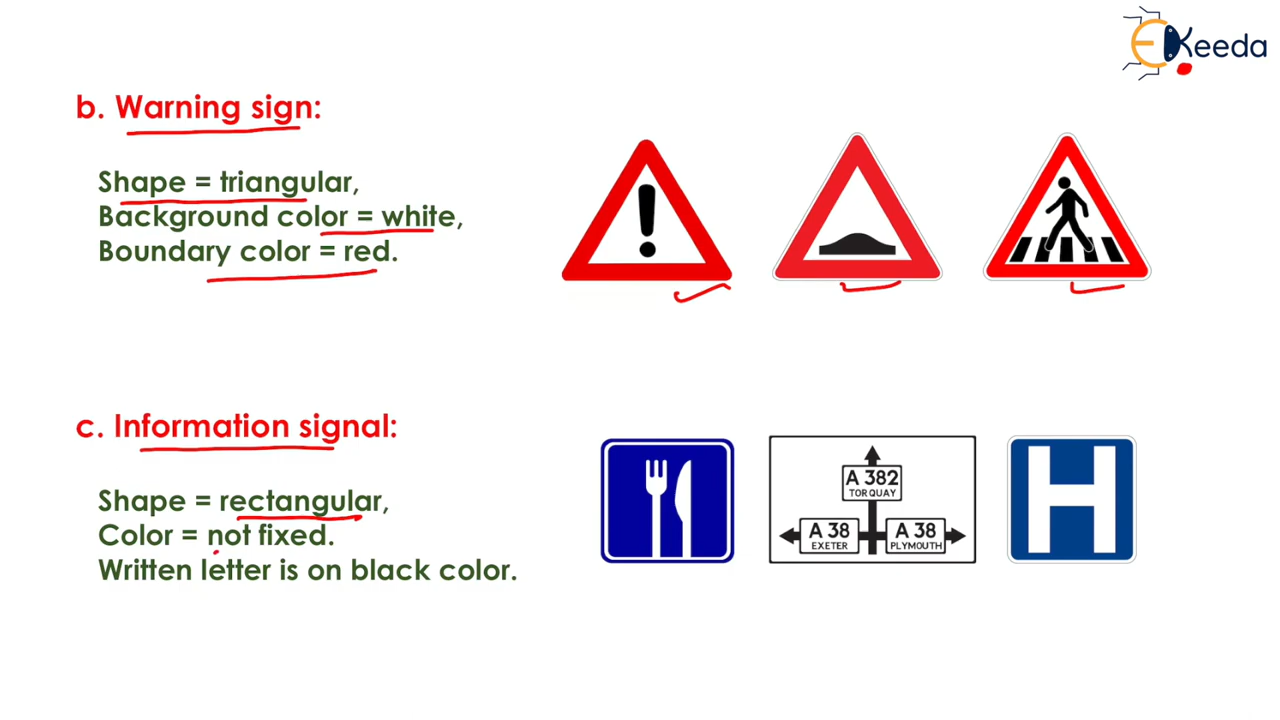 EKeeda
b. Warning sign:
Shape = triangular,
Background color = white,
Boundary color = red.
!
c. Information signal:
Shape = rectangular,
Color = not fixed.
Written letter is on black color.
A 382
TORQUAY
A 38
EXETER
A 38
PLYMOUTH
H